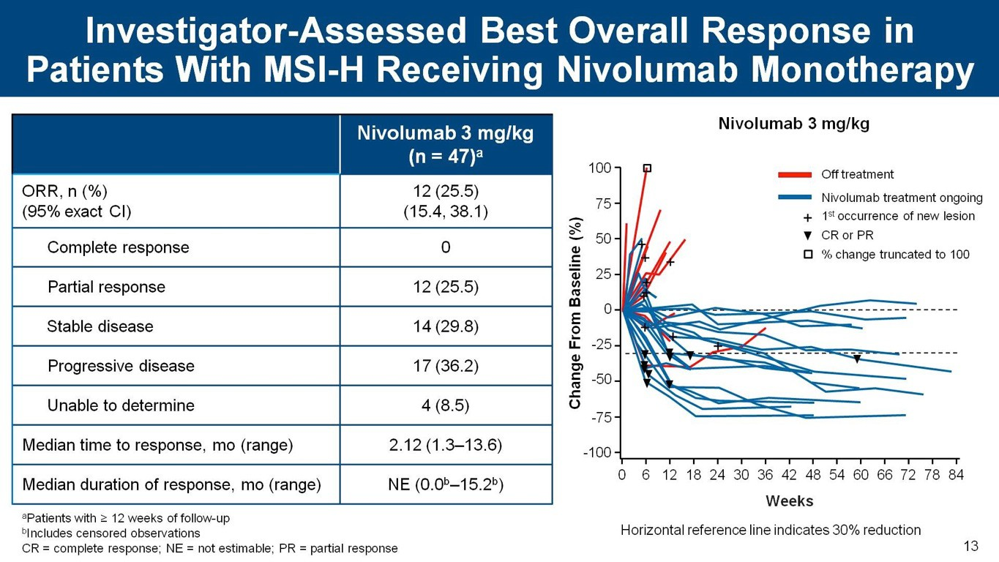 Investigator-Assessed Best Overall Response in
Patients With MSI-H Receiving Nivolumab Monotherapy
Nivolumab 3 mg/kg
(n = 47)ᵃ
ORR, n (%)
(95% exact CI)
12 (25.5)
(15.4, 38.1)
Complete response 0
Partial response 12 (25.5)
Stable disease 14 (29.8)
Progressive disease 17 (36.2)
Unable to determine 4 (8.5)
Median time to response, mo (range) 2.12 (1.3–13.6)
Median duration of response, mo (range) NE (0.0ᵇ–15.2ᵇ)
ᵃPatients with ≥ 12 weeks of follow-up
ᵇIncludes censored observations
CR = complete response; NE = not estimable; PR = partial response
Nivolumab 3 mg/kg
Off treatment
Nivolumab treatment ongoing
1ˢᵗ occurrence of new lesion
CR or PR
% change truncated to 100
Change From Baseline (%)
100
75
50
25
0
-25
-50
-75
-100
0 6 12 18 24 30 36 42 48 54 60 66 72 78 84
Weeks
Horizontal reference line indicates 30% reduction
13